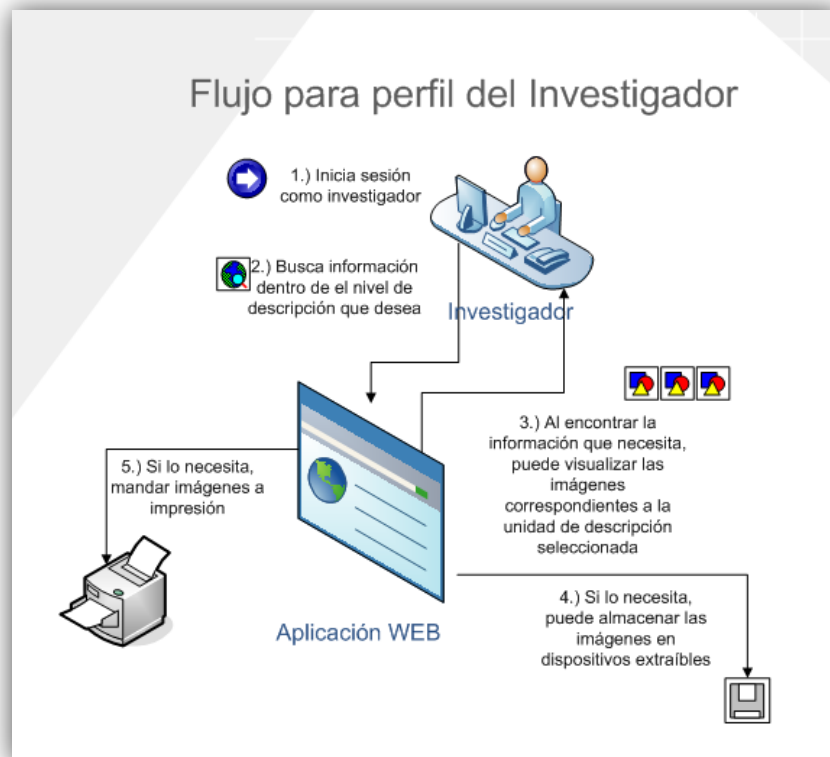 Flujo para perfil del Investigador
1.) Inicia sesión
como investigador
2.) Busca información
dentro de el nivel de
descripción que desea
Investigador
3.) Al encontrar la
información que necesita,
puede visualizar las
imágenes
correspondientes a la
unidad de descripción
seleccionada
5.) Si lo necesita,
mandar imágenes a
impresión
Aplicación WEB
4.) Si lo necesita,
puede almacenar las
imágenes en
dispositivos extraíbles